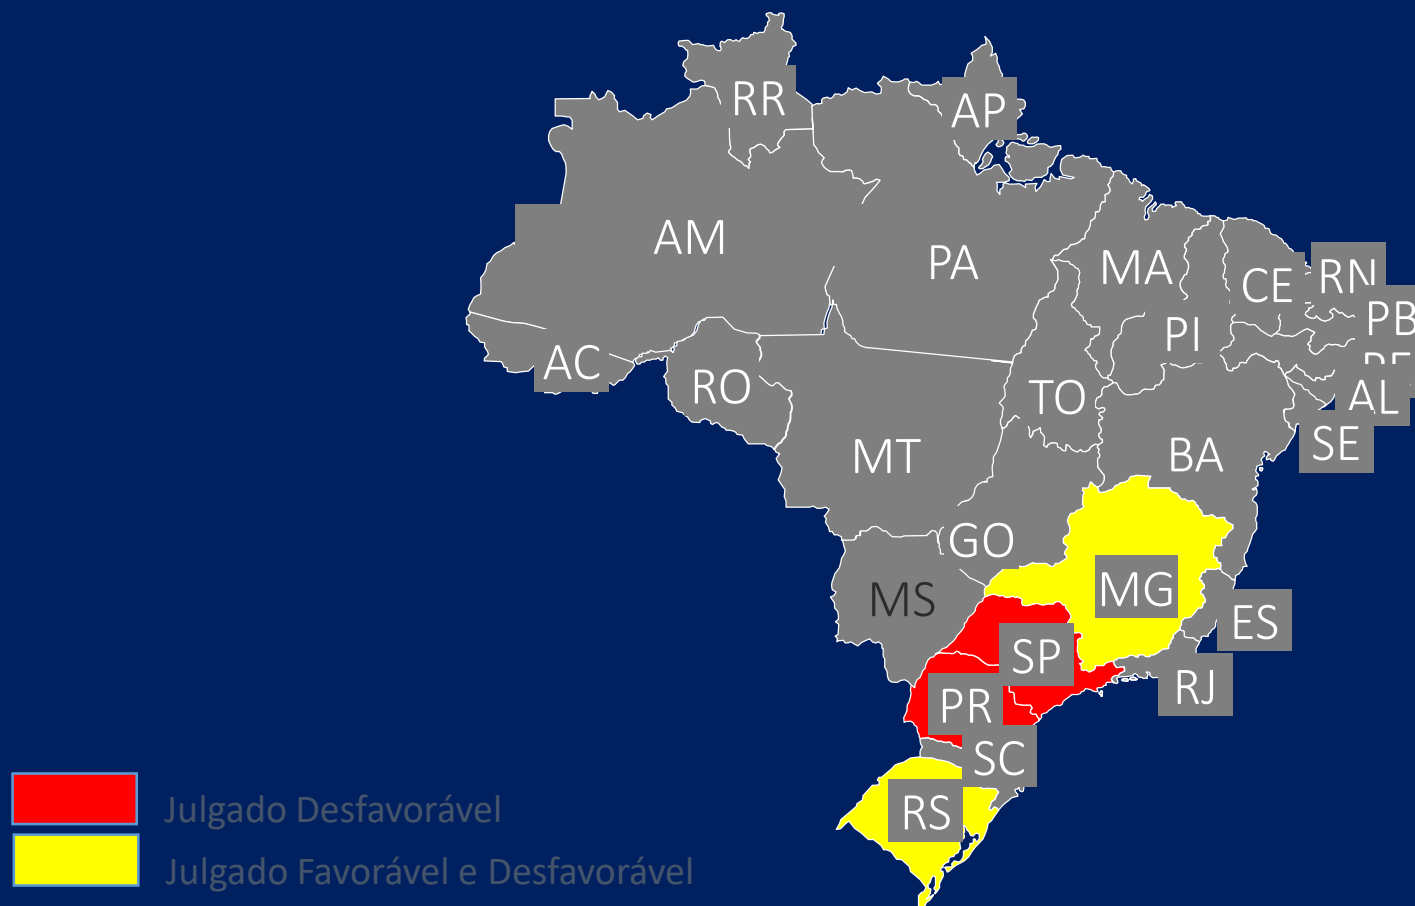 RR
AP
AM
PA
MA
CE
RN
PB
PI
AC
RO
TO
AL
SE
MT
BA
GO
MS
MG
ES
SP
RJ
PR
SC
RS
Julgado Desfavorável
Julgado Favorável e Desfavorável